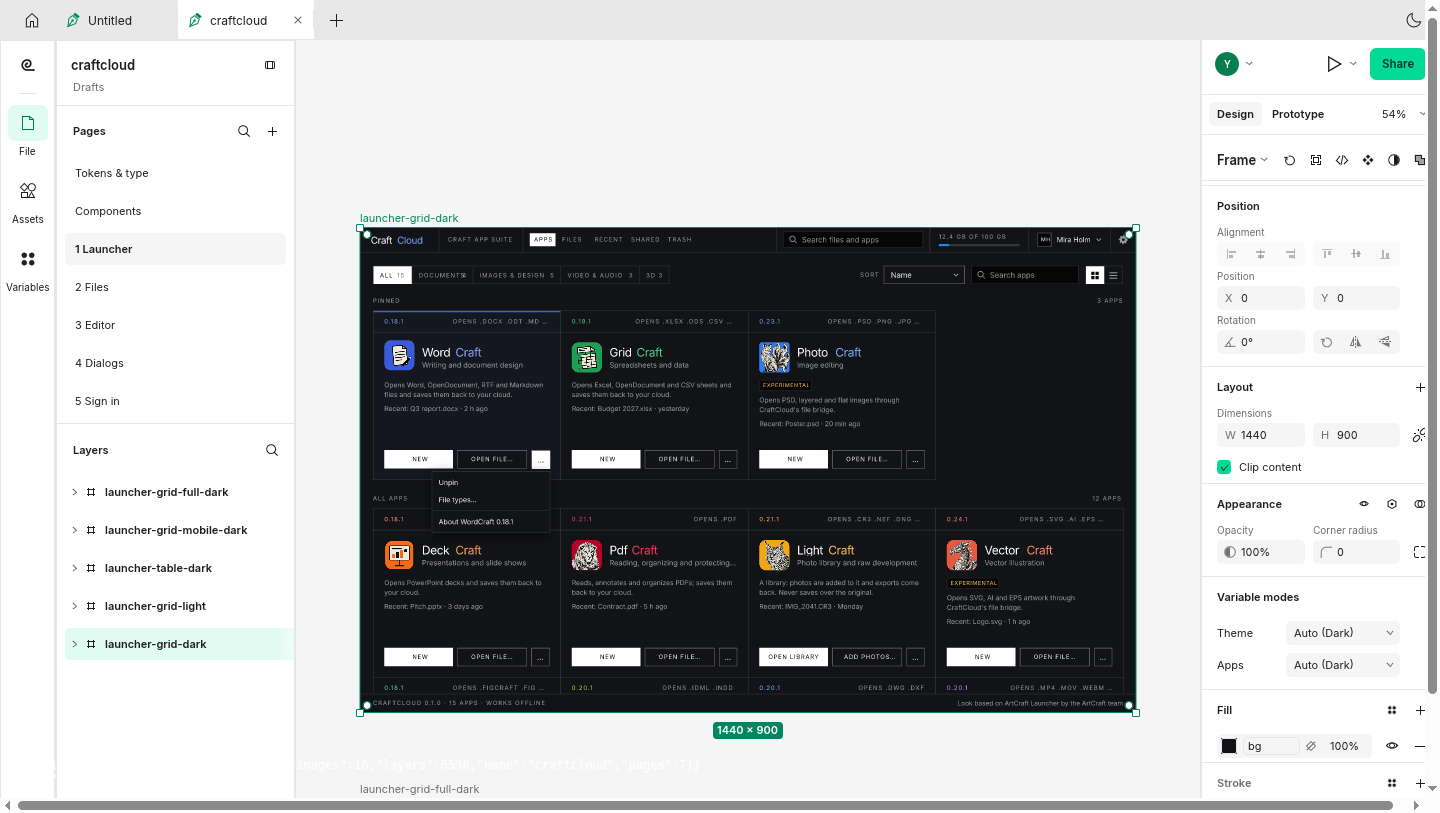 Untitled
craftcloud
craftcloud
Drafts
File
Assets
Variables
Pages
Tokens & type
Components
1 Launcher
2 Files
3 Editor
4 Dialogs
5 Sign in
Layers
launcher-grid-full-dark
launcher-grid-mobile-dark
launcher-table-dark
launcher-grid-light
launcher-grid-dark
launcher-grid-dark
Craft Cloud CRAFT APP SUITE APPS FILES RECENT SHARED TRASH Search files and apps 12.4 GB OF 100 GB MH Mira Holm
ALL 15 DOCUMENTS 6 IMAGES & DESIGN 5 VIDEO & AUDIO 3 3D 3 SORT Name Search apps
PINNED 3 APPS
0.18.1 OPENS .DOCX .ODT .MD ...
Word Craft
Writing and document design
Opens Word, OpenDocument, RTF and Markdown
files and saves them back to your cloud.
Recent: Q3 report.docx · 2 h ago
NEW OPEN FILE... ...
0.19.1 OPENS .XLSX .ODS .CSV ...
Grid Craft
Spreadsheets and data
Opens Excel, OpenDocument and CSV sheets and
saves them back to your cloud.
Recent: Budget 2027.xlsx · yesterday
NEW OPEN FILE... ...
0.23.1 OPENS .PSD .PNG .JPG ...
Photo Craft
Image editing
EXPERIMENTAL
Opens PSD, layered and flat images through
CraftCloud's file bridge.
Recent: Poster.psd · 20 min ago
NEW OPEN FILE... ...
Unpin
File types...
About WordCraft 0.18.1
ALL APPS 12 APPS
0.18.1
Deck Craft
Presentations and slide shows
Opens PowerPoint decks and saves them back to
your cloud.
Recent: Pitch.pptx · 3 days ago
NEW OPEN FILE... ...
0.21.1 OPENS .PDF
Pdf Craft
Reading, organizing and protecting...
Reads, annotates and organizes PDFs; saves them
back to your cloud.
Recent: Contract.pdf · 5 h ago
NEW OPEN FILE... ...
0.21.1 OPENS .CR3 .NEF .DNG ...
Light Craft
Photo library and raw development
A library: photos are added to it and exports come
back. Never saves over the original.
Recent: IMG_2041.CR3 · Monday
OPEN LIBRARY ADD PHOTOS... ...
0.24.1 OPENS .SVG .AI .EPS ...
Vector Craft
Vector illustration
EXPERIMENTAL
Opens SVG, AI and EPS artwork through
CraftCloud's file bridge.
Recent: Logo.svg · 1 h ago
NEW OPEN FILE... ...
0.18.1 OPENS .FIGCRAFT .FIG ... 0.20.1 OPENS .IDML .INDD 0.20.1 OPENS .DWG .DXF 0.20.1 OPENS .MP4 .MOV .WEBM ...
CRAFTCLOUD 0.1.0 · 15 APPS · WORKS OFFLINE Look based on ArtCraft Launcher by the ArtCraft team
1440 × 900
images":16,"layers":6596,"name":"craftcloud","pages":7}}
launcher-grid-full-dark
Y Share
Design Prototype 54%
Frame
Position
Alignment
Position
X 0 Y 0
Rotation
0°
Layout
Dimensions
W 1440 H 900
Clip content
Appearance
Opacity Corner radius
100% 0
Variable modes
Theme Auto (Dark)
Apps Auto (Dark)
Fill
bg 100%
Stroke